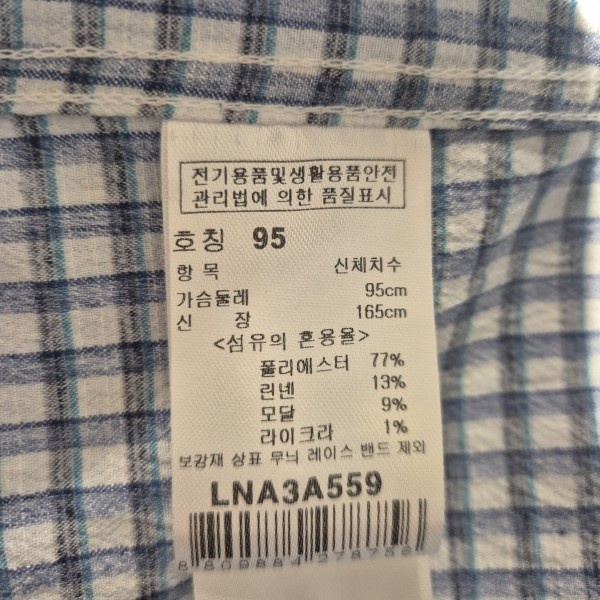 전기용품및생활용품안전
관리법에 의한 품질표시
호칭 95
항 목 신체치수
가슴둘레 95cm
신 장 165cm
<섬유의 혼용율>
폴리에스터 77%
린넨 13%
모달 9%
라이크라 1%
보강재 상표 무늬 레이스 밴드 제외
LNA3A559